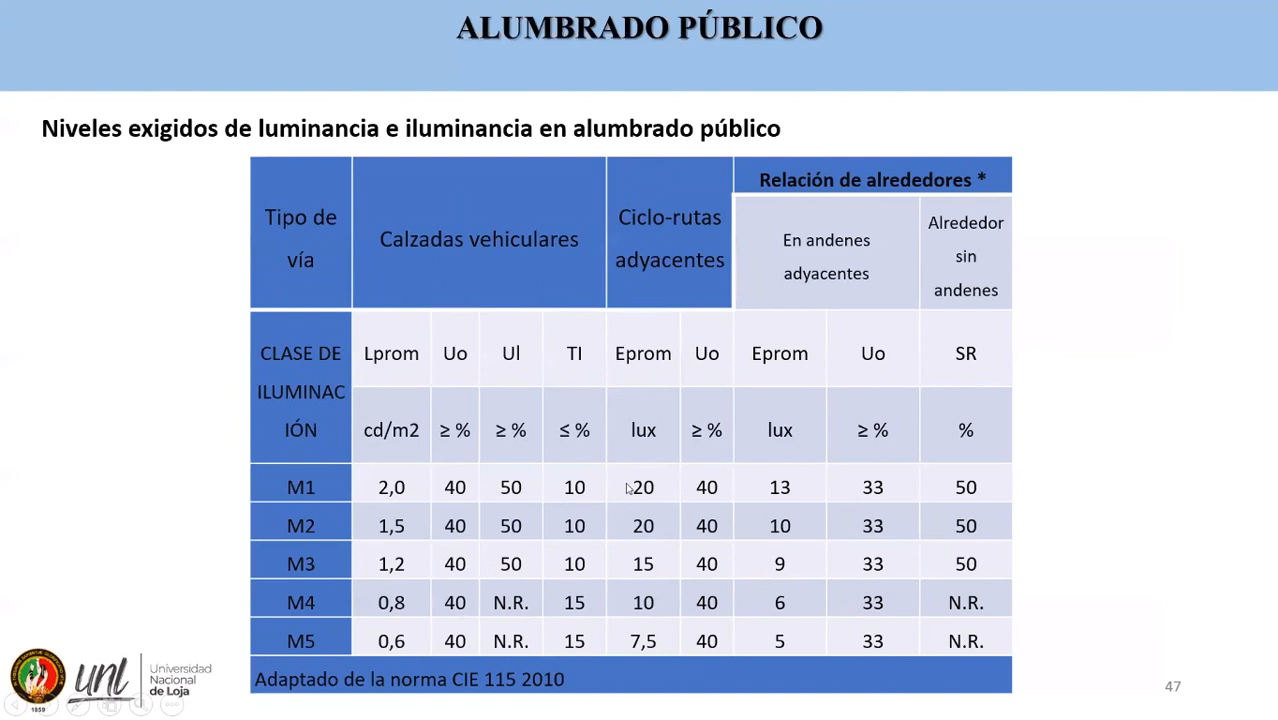 ALUMBRADO PÚBLICO
Niveles exigidos de luminancia e iluminancia en alumbrado público
Tipo de
vía
Calzadas vehiculares
Ciclo-rutas
adyacentes
Relación de alrededores *
En andenes
adyacentes
Alrededor
sin
andenes
CLASE DE
ILUMINAC
IÓN
Lprom Uo Ul TI Eprom Uo Eprom Uo SR
cd/m2 ≥ % ≥ % ≤ % lux ≥ % lux ≥ % %
M1 2,0 40 50 10 20 40 13 33 50
M2 1,5 40 50 10 20 40 10 33 50
M3 1,2 40 50 10 15 40 9 33 50
M4 0,8 40 N.R. 15 10 40 6 33 N.R.
M5 0,6 40 N.R. 15 7,5 40 5 33 N.R.
Adaptado de la norma CIE 115 2010
1859
unl
Universidad
Nacional
de Loja
47